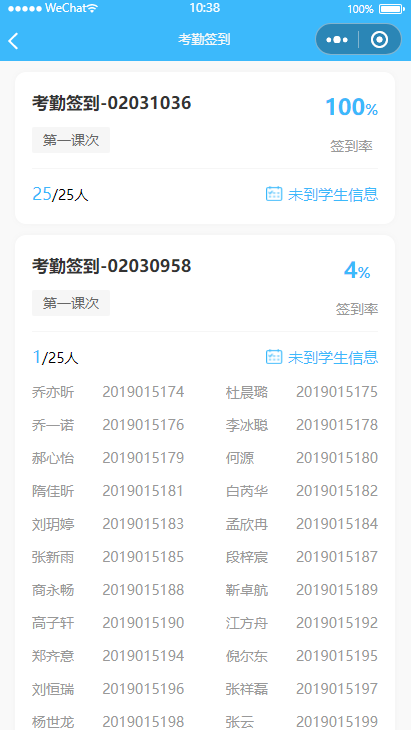 WeChat 10:38 100%
考勤签到
考勤签到-02031036
100%
第一课次
签到率
25/25人 未到学生信息
考勤签到-02030958
4%
第一课次
签到率
1/25人 未到学生信息
乔亦昕 2019015174 杜晨璐 2019015175
乔一诺 2019015176 李冰聪 2019015178
郝心怡 2019015179 何源 2019015180
隋佳昕 2019015181 白芮华 2019015182
刘玥婷 2019015183 孟欣冉 2019015184
张新雨 2019015185 段梓宸 2019015187
商永畅 2019015188 靳卓航 2019015189
高子轩 2019015190 江方舟 2019015192
郑齐意 2019015194 倪尔东 2019015195
刘恒瑞 2019015196 张祥磊 2019015197
杨世龙 2019015198 张云 2019015199